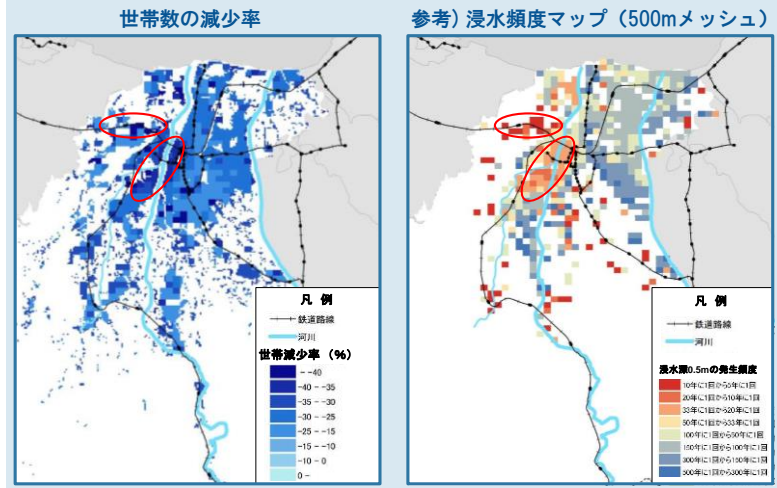 世帯数の減少率
参考)浸水頻度マップ（500mメッシュ）
凡 例
鉄道路線
河川
世帯減少率（%）
- -40
-40 - -35
-35 - -30
-30 - -25
-25 - -15
-15 - -10
-10 - 0
0 -
凡 例
鉄道路線
河川
浸水深0.5mの発生頻度
10年に1回から5年に1回
20年に1回から10年に1回
33年に1回から20年に1回
50年に1回から33年に1回
100年に1回から50年に1回
150年に1回から100年に1回
300年に1回から150年に1回
500年に1回から300年に1回